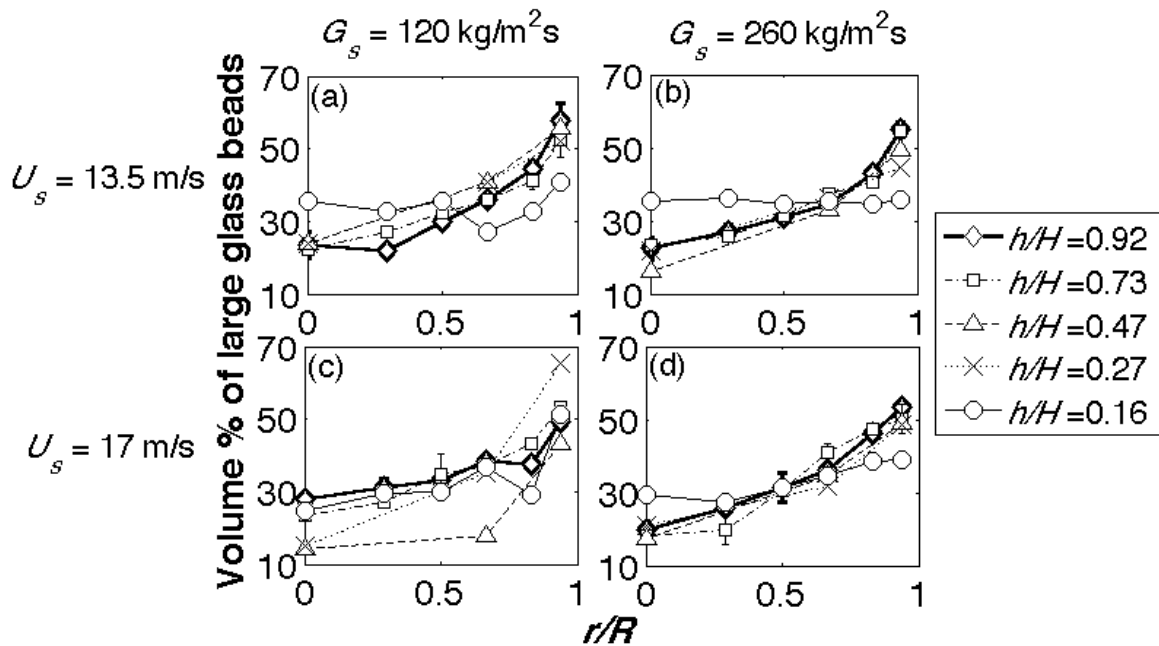 G_s = 120 kg/m²s
G_s = 260 kg/m²s
U_s = 13.5 m/s
U_s = 17 m/s
Volume % of large glass beads
(a)
70
50
30
10
0
0.5
1
(b)
70
50
30
10
0
0.5
1
(c)
70
50
30
10
0
0.5
1
(d)
70
50
30
10
0
0.5
1
r/R
h/H=0.92
h/H=0.73
h/H=0.47
h/H=0.27
h/H=0.16